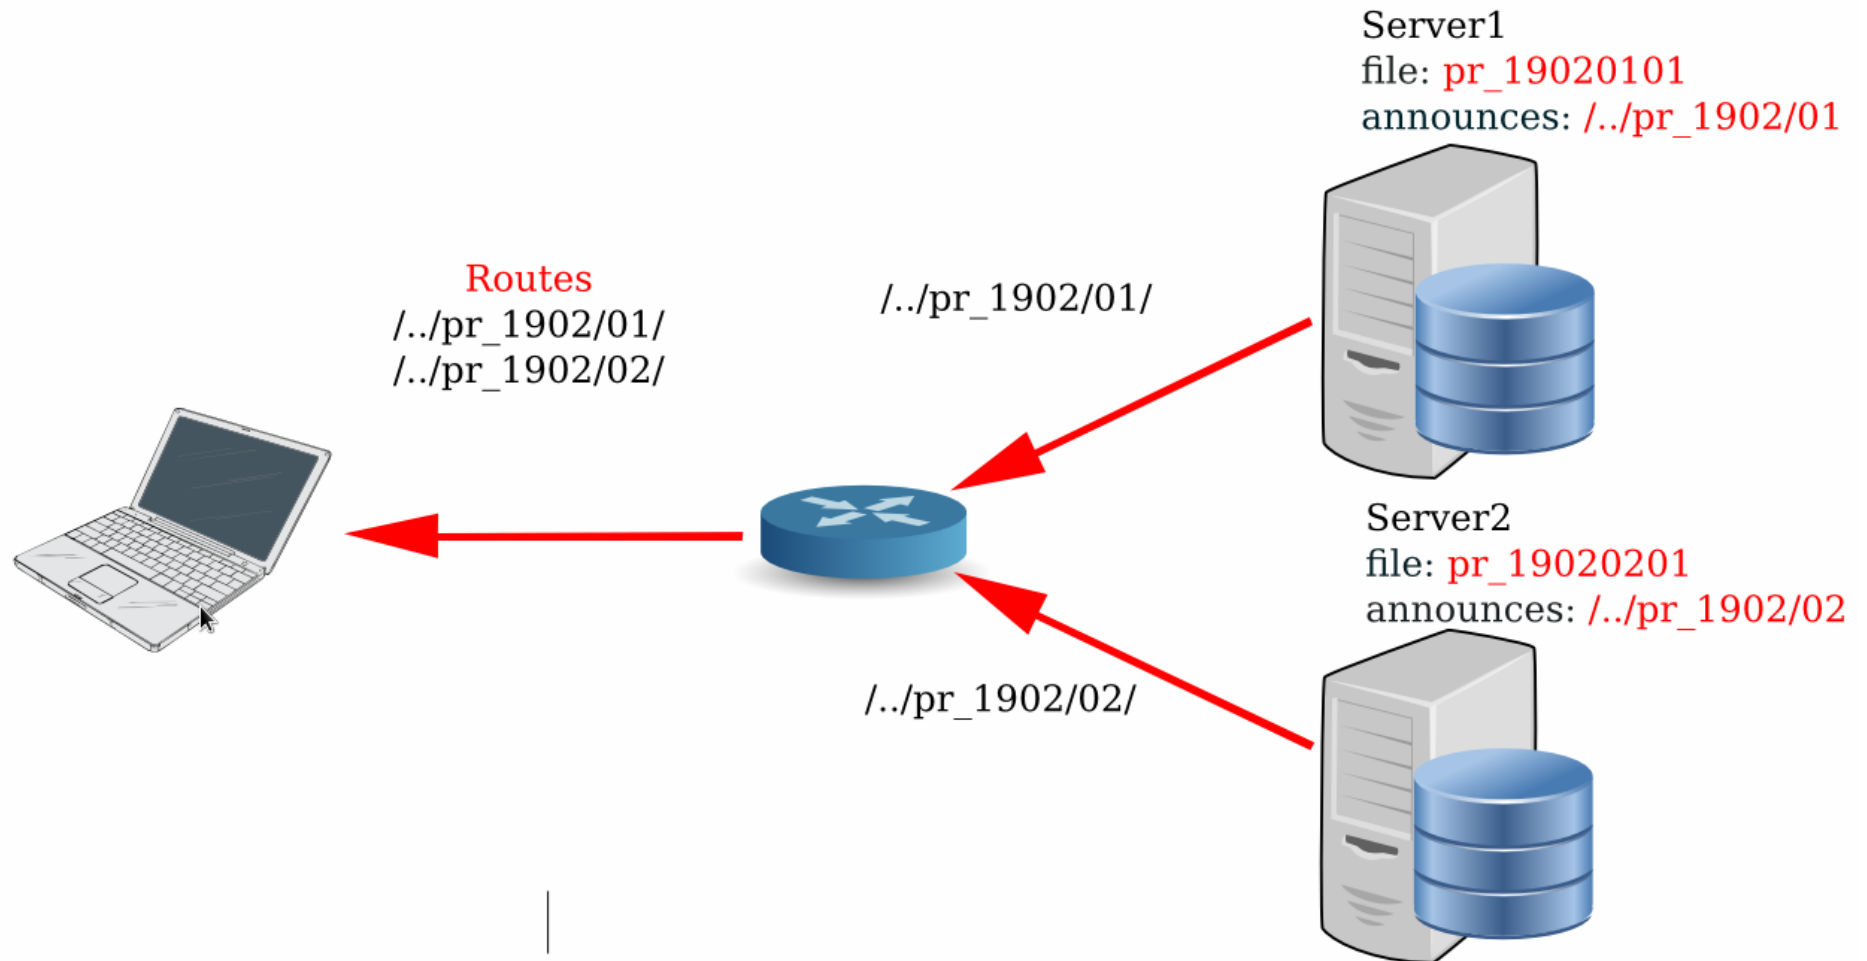 Server1
file: pr_19020101
announces: /../pr_1902/01
Routes
/../pr_1902/01/
/../pr_1902/02/
/../pr_1902/01/
Server2
file: pr_19020201
announces: /../pr_1902/02
/../pr_1902/02/